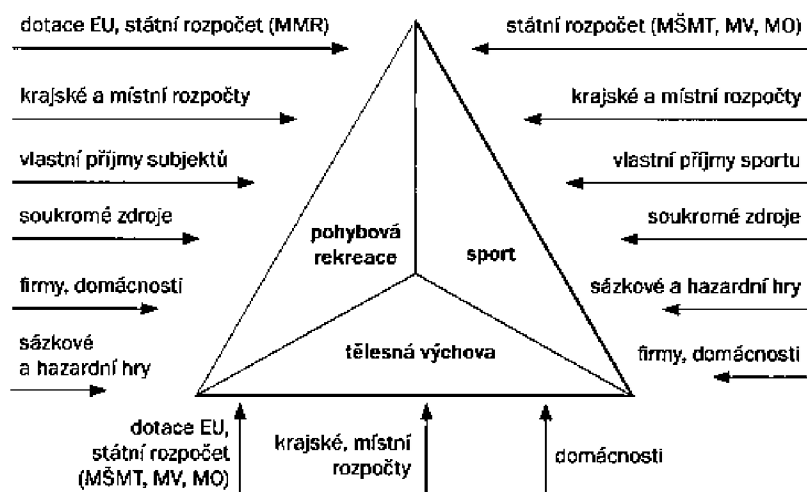 dotace EU, státní rozpočet (MMR)
státní rozpočet (MŠMT, MV, MO)
krajské a místní rozpočty
krajské a místní rozpočty
vlastní příjmy subjektů
vlastní příjmy sportu
soukromé zdroje
soukromé zdroje
pohybová
rekreace
sport
firmy, domácnosti
sázkové a hazardní hry
sázkové
a hazardní hry
tělesná výchova
firmy, domácnosti
dotace EU,
státní rozpočet
(MŠMT, MV, MO)
krajské, místní
rozpočty
domácnosti